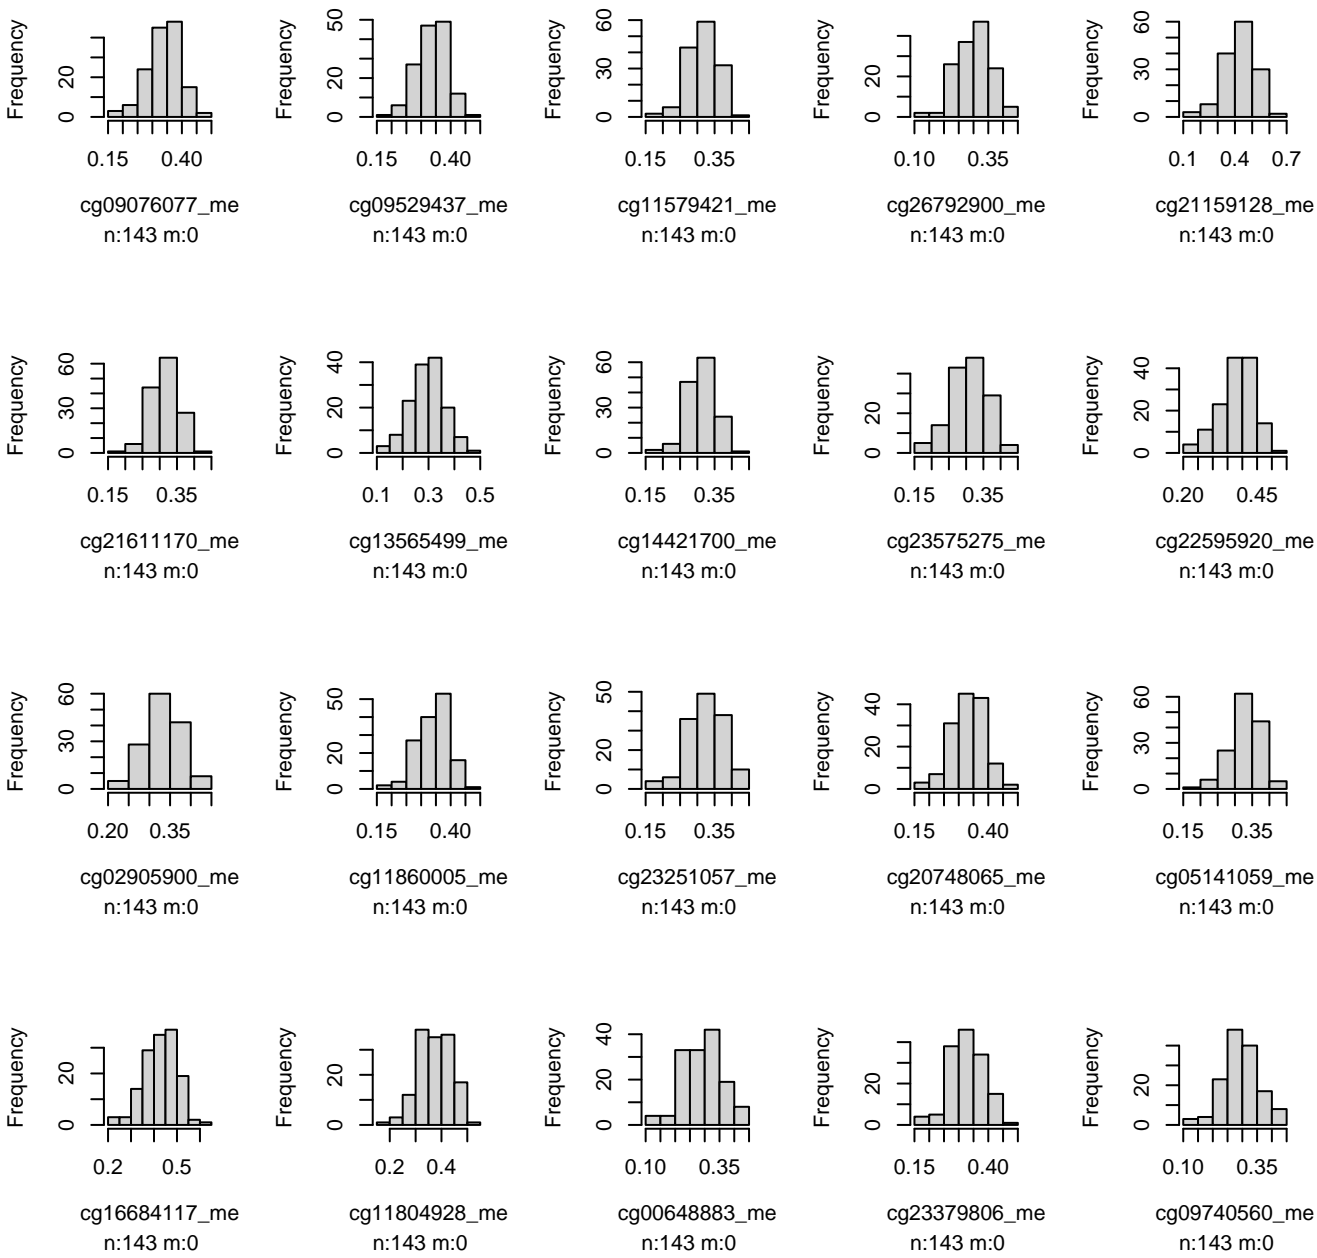 Frequency
0 20
0.15 0.40
cg09076077_me
n:143 m:0
Frequency
0 20 50
0.15 0.40
cg09529437_me
n:143 m:0
Frequency
0 30 60
0.15 0.35
cg11579421_me
n:143 m:0
Frequency
0 20
0.10 0.35
cg26792900_me
n:143 m:0
Frequency
0 30 60
0.1 0.4 0.7
cg21159128_me
n:143 m:0
Frequency
0 30 60
0.15 0.35
cg21611170_me
n:143 m:0
Frequency
0 20 40
0.1 0.3 0.5
cg13565499_me
n:143 m:0
Frequency
0 30 60
0.15 0.35
cg14421700_me
n:143 m:0
Frequency
0 20
0.15 0.35
cg23575275_me
n:143 m:0
Frequency
0 20 40
0.20 0.45
cg22595920_me
n:143 m:0
Frequency
0 30 60
0.20 0.35
cg02905900_me
n:143 m:0
Frequency
0 20 50
0.15 0.40
cg11860005_me
n:143 m:0
Frequency
0 20 50
0.15 0.35
cg23251057_me
n:143 m:0
Frequency
0 20 40
0.15 0.40
cg20748065_me
n:143 m:0
Frequency
0 30 60
0.15 0.35
cg05141059_me
n:143 m:0
Frequency
0 20
0.2 0.5
cg16684117_me
n:143 m:0
Frequency
0 20
0.2 0.4
cg11804928_me
n:143 m:0
Frequency
0 20 40
0.10 0.35
cg00648883_me
n:143 m:0
Frequency
0 20
0.15 0.40
cg23379806_me
n:143 m:0
Frequency
0 20
0.10 0.35
cg09740560_me
n:143 m:0